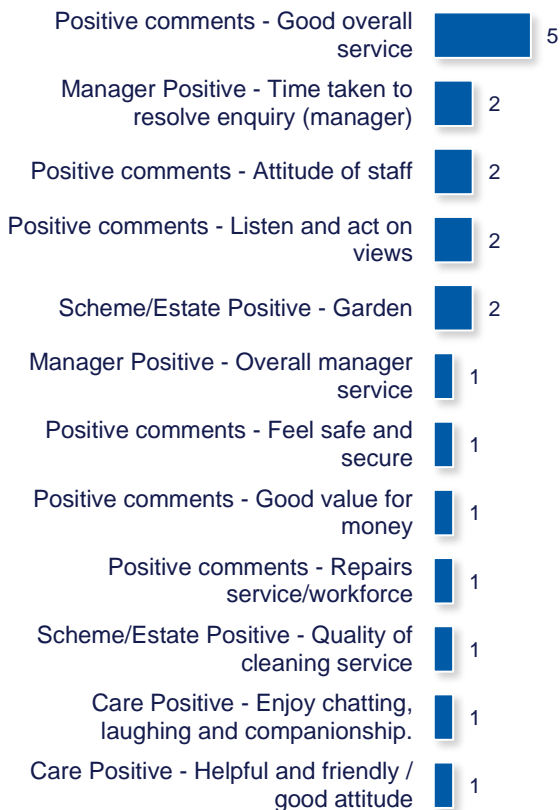 Positive comments - Good overall
service
5
Manager Positive - Time taken to
resolve enquiry (manager)
2
Positive comments - Attitude of staff
2
Positive comments - Listen and act on
views
2
Scheme/Estate Positive - Garden
2
Manager Positive - Overall manager
service
1
Positive comments - Feel safe and
secure
1
Positive comments - Good value for
money
1
Positive comments - Repairs
service/workforce
1
Scheme/Estate Positive - Quality of
cleaning service
1
Care Positive - Enjoy chatting,
laughing and companionship.
1
Care Positive - Helpful and friendly /
good attitude
1